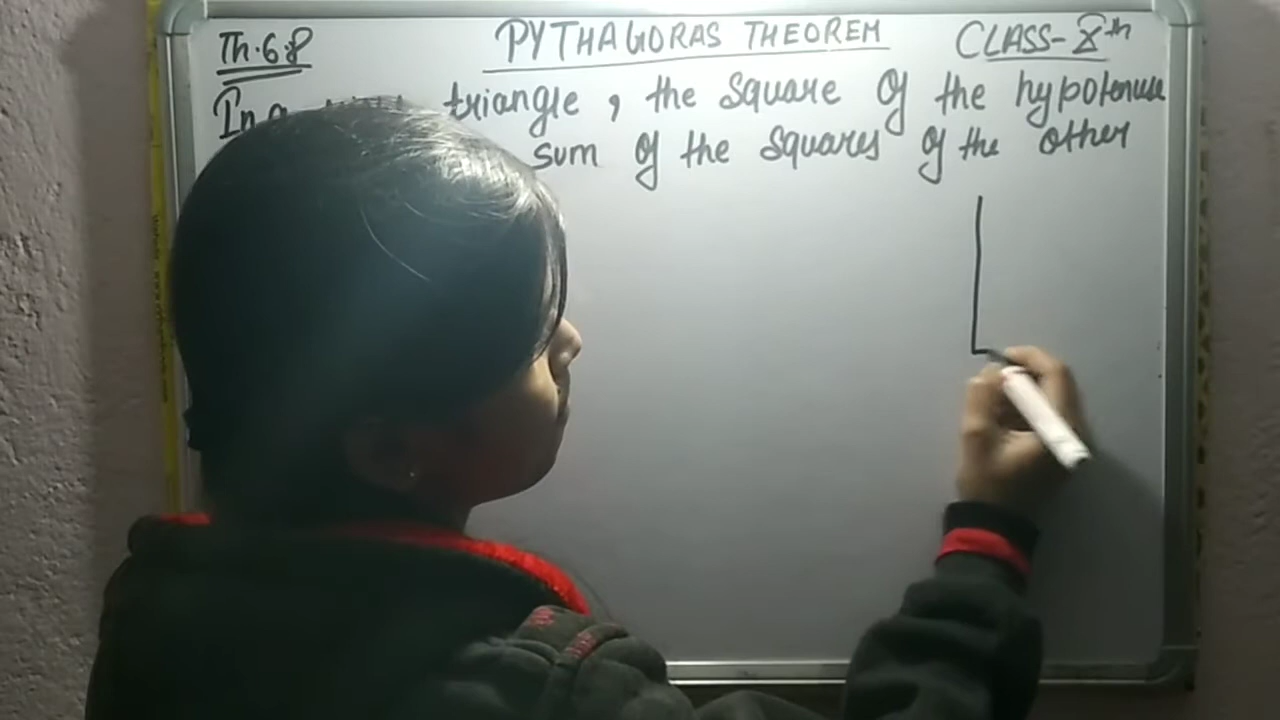 Th·6·8 PYTHAGORAS THEOREM CLASS-8th
In a triangle, the square of the hypotenuse
sum of the squares of the other